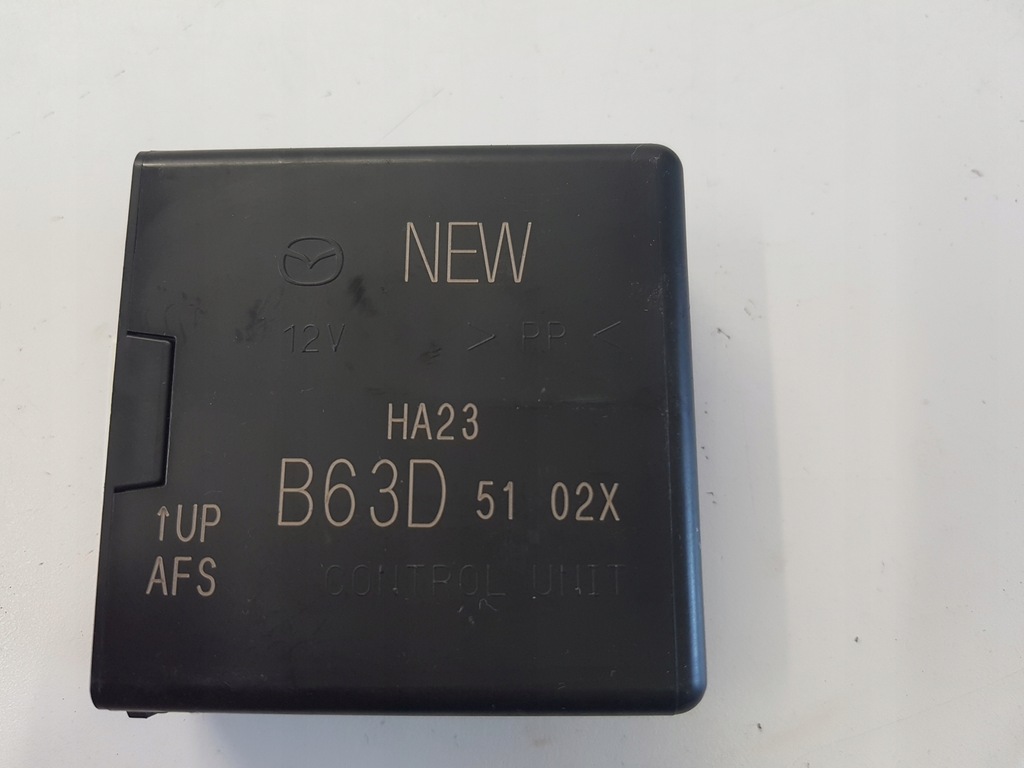 NEW
12V > PP <
HA23
B63D 51 02X
↑UP
AFS
CONTROL UNIT